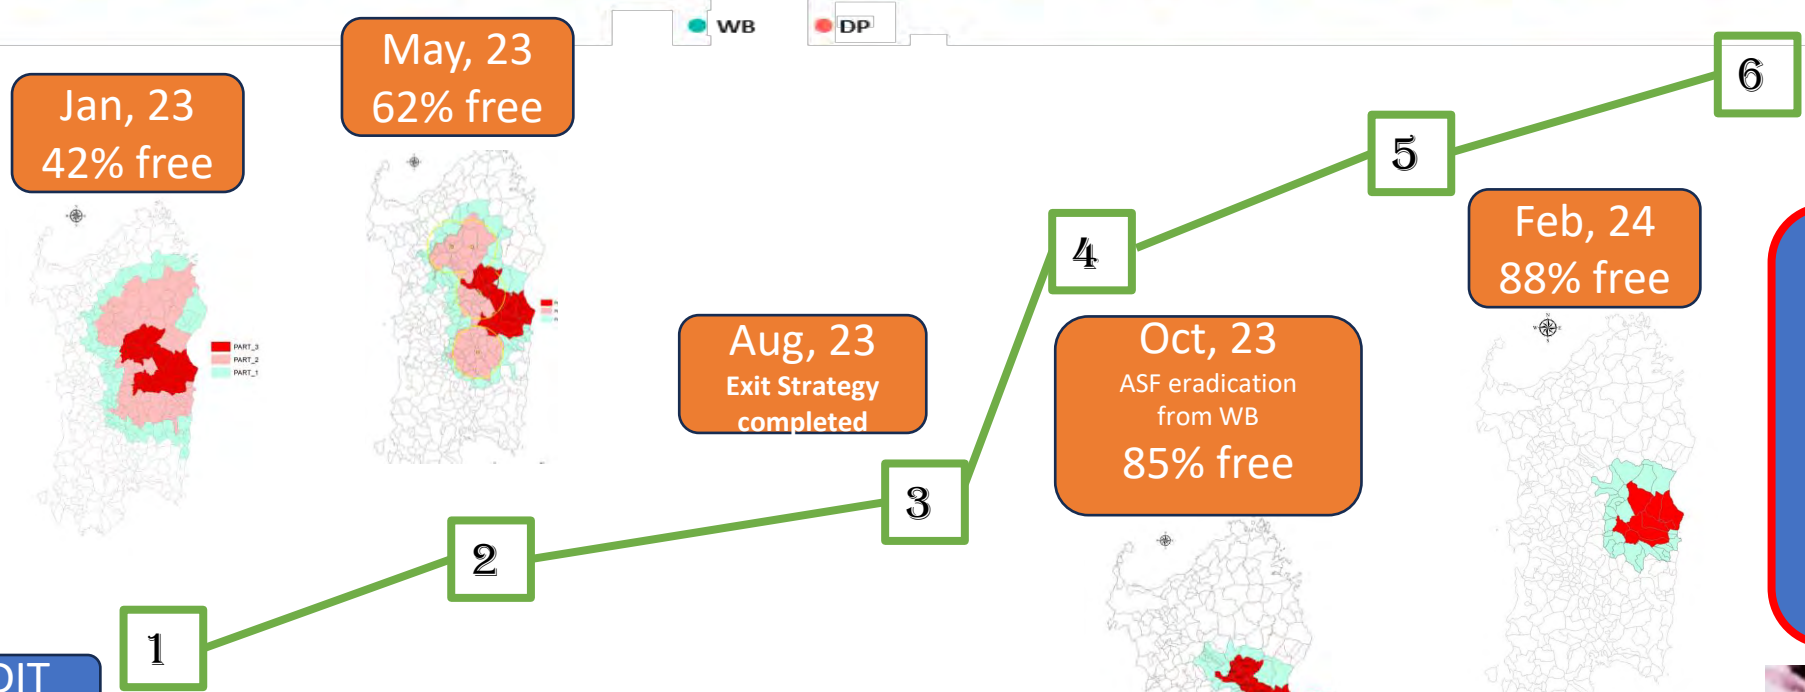 WB
DP
May, 23
62% free
Jan, 23
42% free
6
5
Feb, 24
88% free
4
Aug, 23
Exit Strategy
completed
Oct, 23
ASF eradication
from WB
85% free
PART_3
PART_2
PART_1
3
2
1
N
W
E